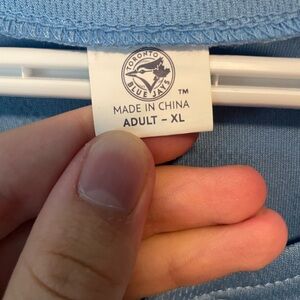 TORONTO
BLUE JAYS
™
MADE IN CHINA
ADULT - XL